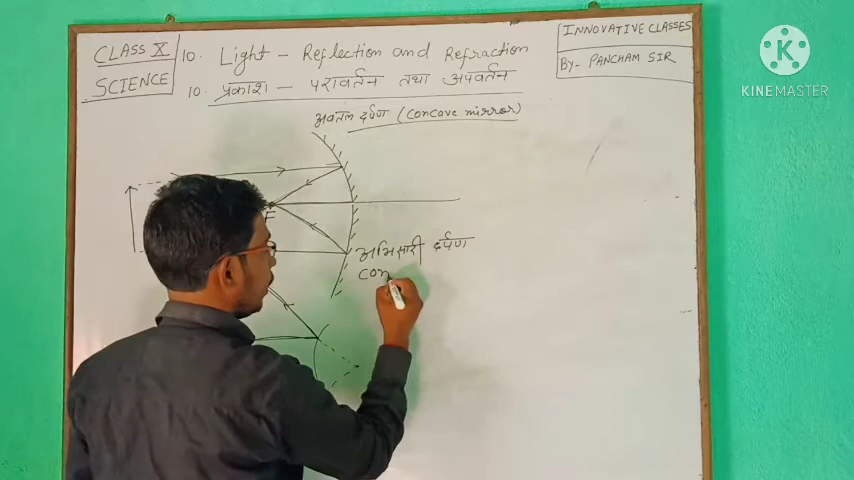 CLASS X
SCIENCE
10. Light - Reflection and Refraction
10. प्रकाश - परावर्तन तथा अपवर्तन
INNOVATIVE CLASSES
By- PANCHAM SIR
K
KINEMASTER
अवतल दर्पण (concave mirror)
F
अभिसारी दर्पण
con